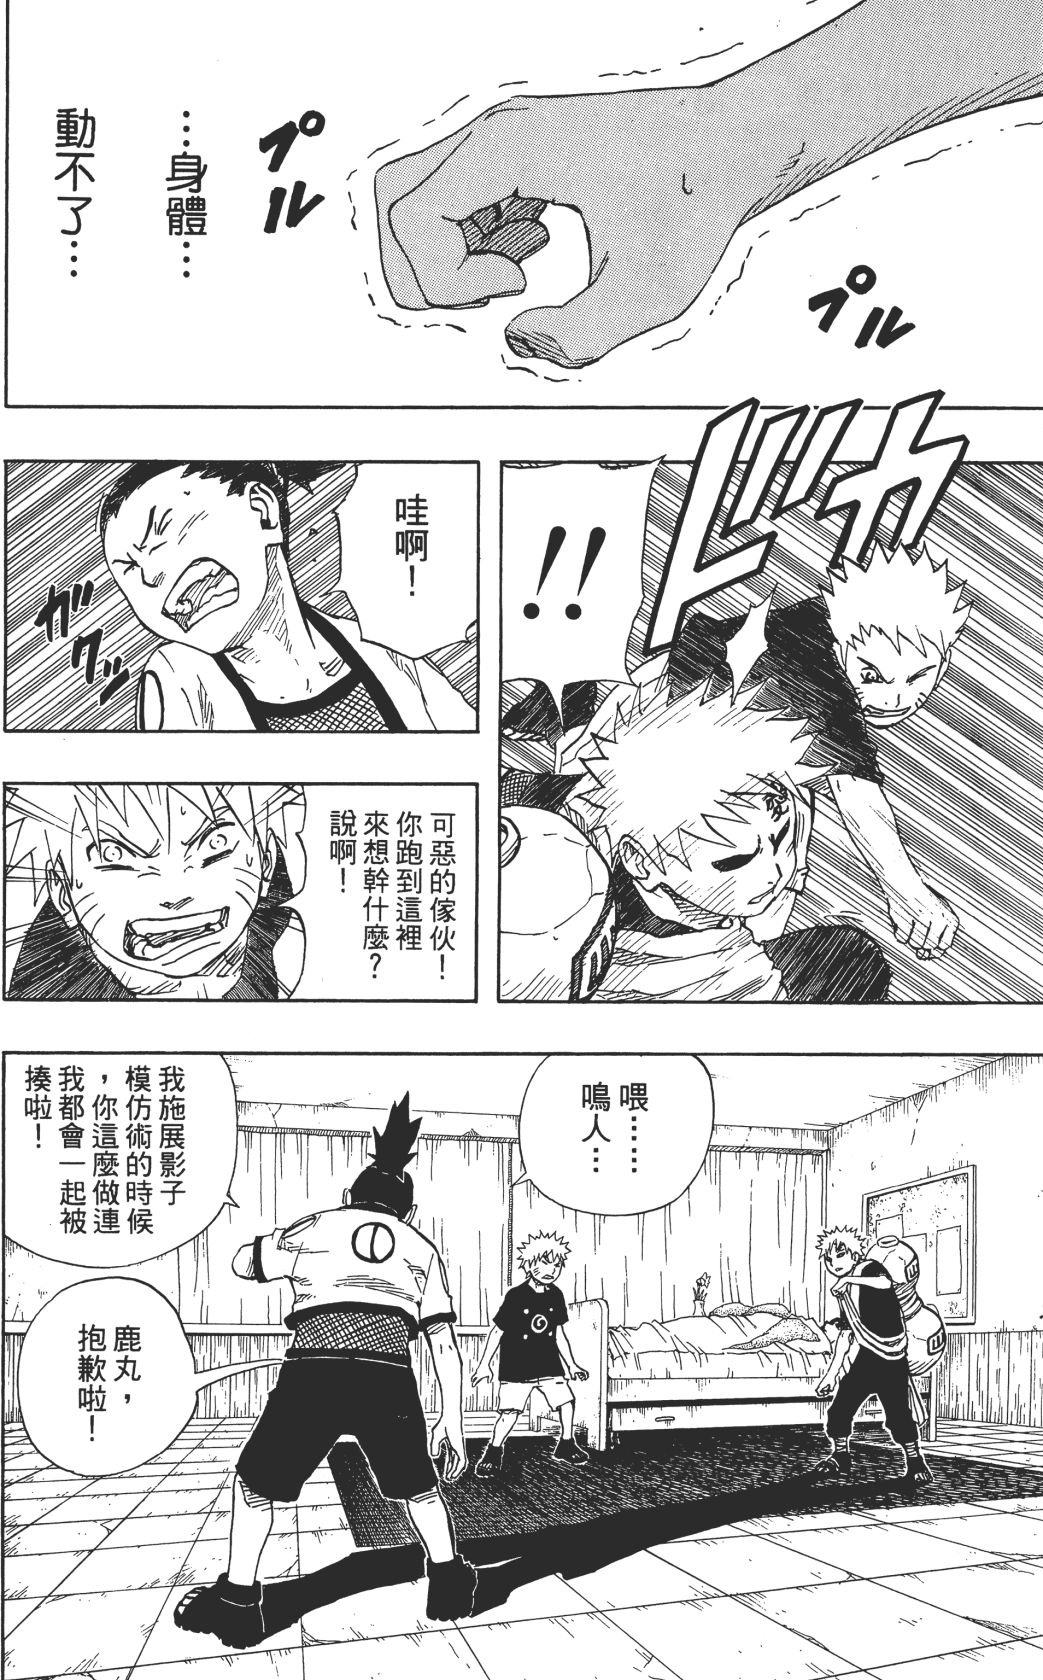 プル
プル
…身體…
動不了…
ドカ
!!
哇啊！
ガクッ
可惡的傢伙！
你跑到這裡
來想幹什麼？
說啊！
喂……
鳴人…
我施展影子
模仿術的時候
，你這麼做連
我都會一起被
揍啦！
鹿丸，
抱歉啦！